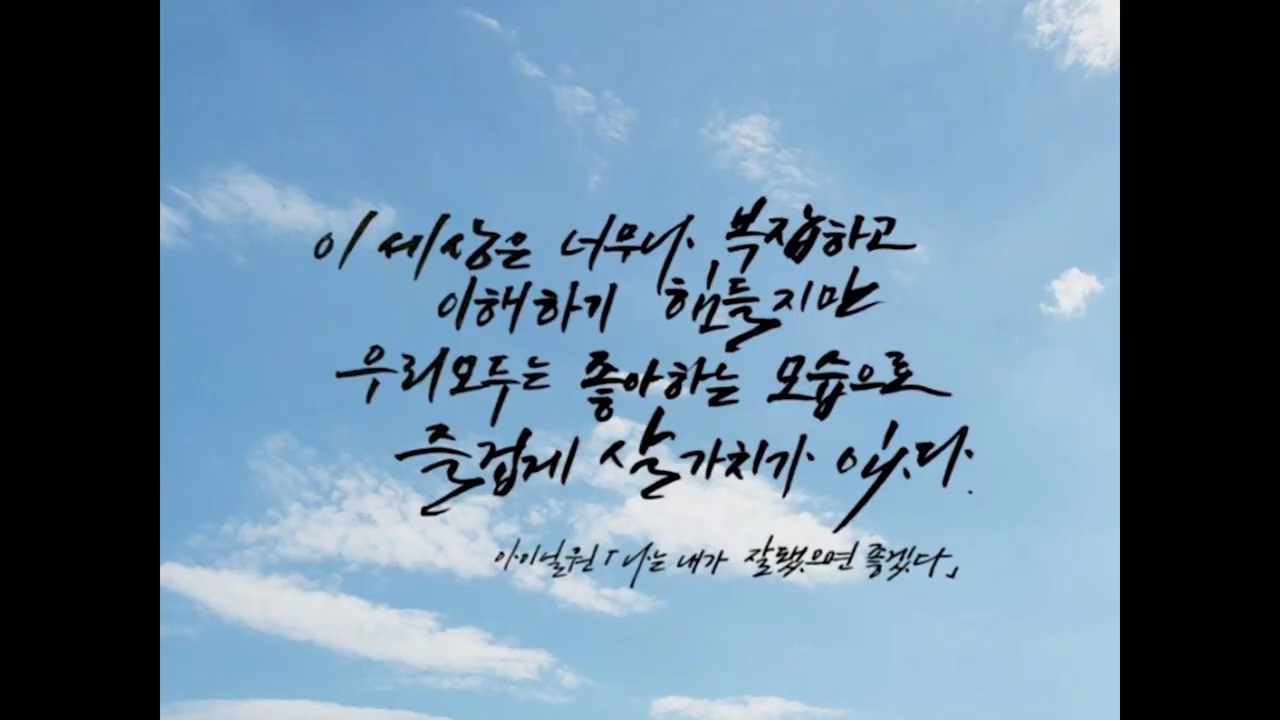 이 세상은 너무나 복잡하고
이해하기 힘들지만
우리모두는 좋아하는 모습으로
즐겁게 살가치가 있다.
아이얼원「나는 내가 잘됐으면 좋겠다」